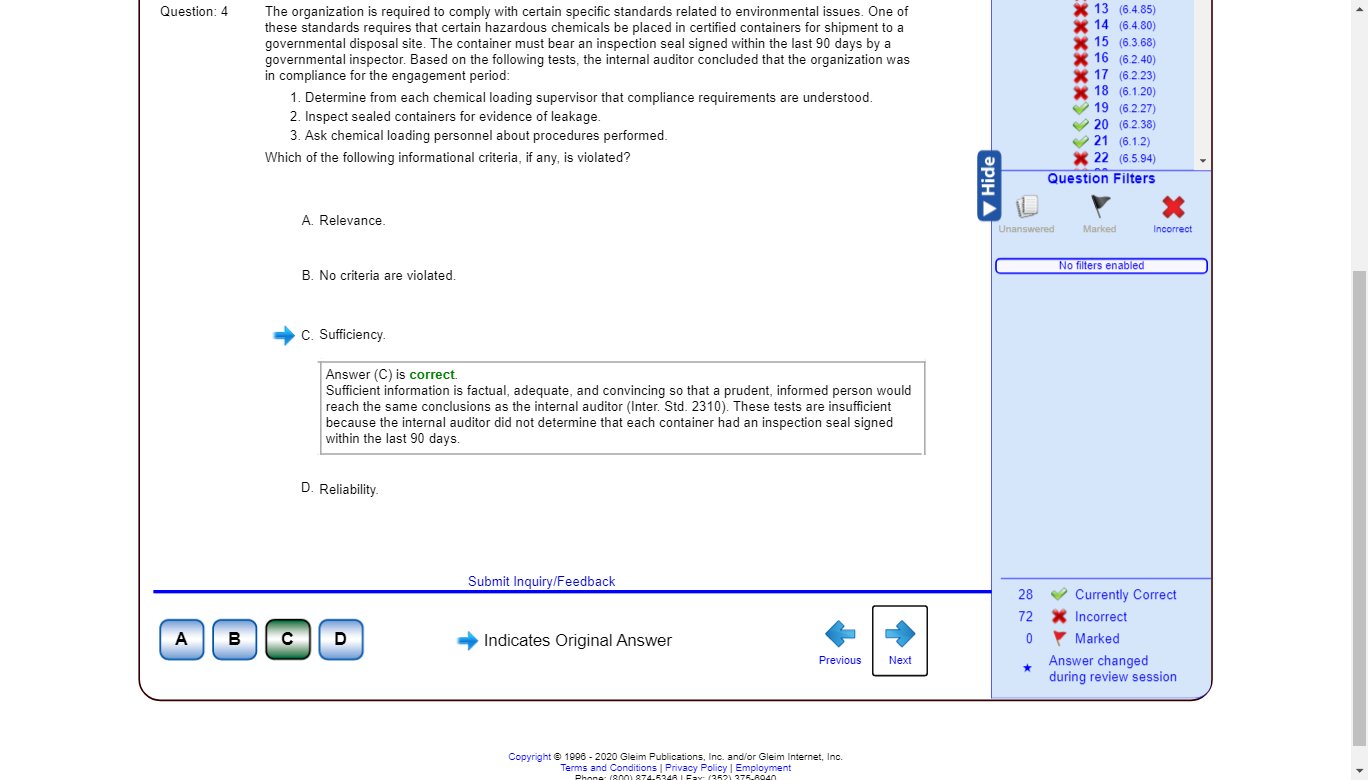 Question: 4
The organization is required to comply with certain specific standards related to environmental issues. One of
these standards requires that certain hazardous chemicals be placed in certified containers for shipment to a
governmental disposal site. The container must bear an inspection seal signed within the last 90 days by a
governmental inspector. Based on the following tests, the internal auditor concluded that the organization was
in compliance for the engagement period:
1. Determine from each chemical loading supervisor that compliance requirements are understood.
2. Inspect sealed containers for evidence of leakage.
3. Ask chemical loading personnel about procedures performed.
Which of the following informational criteria, if any, is violated?
A. Relevance.
B. No criteria are violated.
C. Sufficiency.
Answer (C) is correct.
Sufficient information is factual, adequate, and convincing so that a prudent, informed person would
reach the same conclusions as the internal auditor (Inter. Std. 2310). These tests are insufficient
because the internal auditor did not determine that each container had an inspection seal signed
within the last 90 days.
D. Reliability.
Submit Inquiry/Feedback
A B C D
Indicates Original Answer
Previous
Next
13 (6.4.85)
14 (6.4.80)
15 (6.3.68)
16 (6.2.40)
17 (6.2.23)
18 (6.1.20)
19 (6.2.27)
20 (6.2.38)
21 (6.1.2)
22 (6.5.94)
Hide
Question Filters
Unanswered Marked Incorrect
No filters enabled
28 Currently Correct
72 Incorrect
0 Marked
Answer changed
during review session
Copyright © 1996 - 2020 Gleim Publications, Inc. and/or Gleim Internet, Inc.
Terms and Conditions | Privacy Policy | Employment
Phone: (800) 874-5346 | Fax: (352) 375-6940